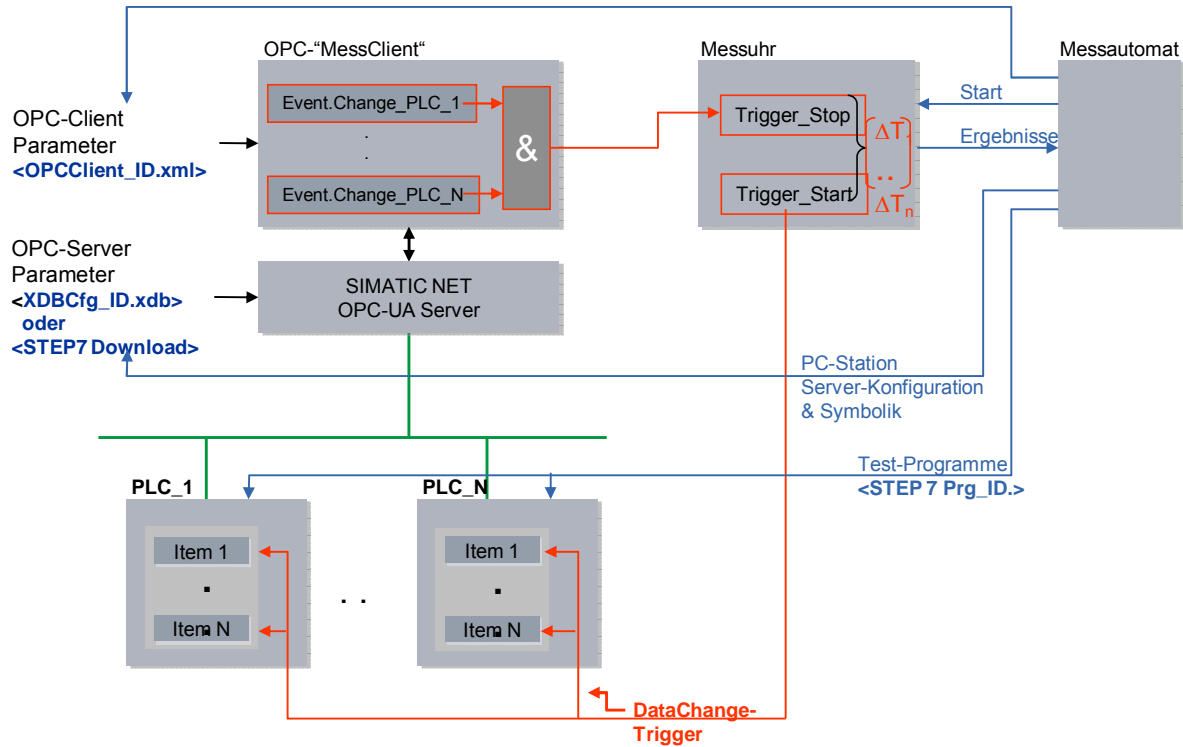 OPC-“MessClient“
Messuhr
Messautomat
Event.Change_PLC_1
.
.
Event.Change_PLC_N
&
Trigger_Stop
Trigger_Start
ΔT
. .
ΔTn
Start
Ergebnisse
OPC-Client
Parameter
<OPCClient_ID.xml>
OPC-Server
Parameter
<XDBCfg_ID.xdb>
oder
<STEP7 Download>
SIMATIC NET
OPC-UA Server
PC-Station
Server-Konfiguration
& Symbolik
Test-Programme
<STEP 7 Prg_ID.>
PLC_1
Item 1
.
Item N
. .
PLC_N
Item 1
.
Item N
DataChange-
Trigger